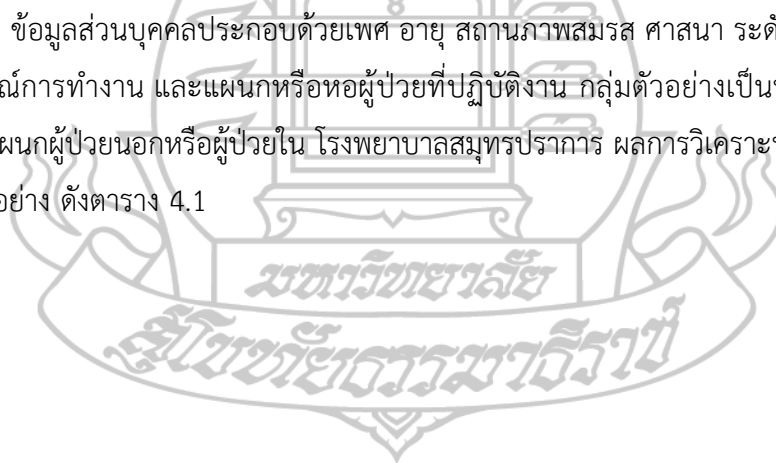 8
ข้อมูลส่วนบุคคลประกอบด้วยเพศ อายุ สถานภาพสมรส ศาสนา ระดั
ณ์การทำงาน และแผนกหรือหอผู้ป่วยที่ปฏิบัติงาน กลุ่มตัวอย่างเป็น
ผนกผู้ป่วยนอกหรือผู้ป่วยใน โรงพยาบาลสมุทรปราการ ผลการวิเคราะ
อย่าง ดังตาราง 4.1
มหาวิทยาลัย
สุโขทัยธรรมาธิราช